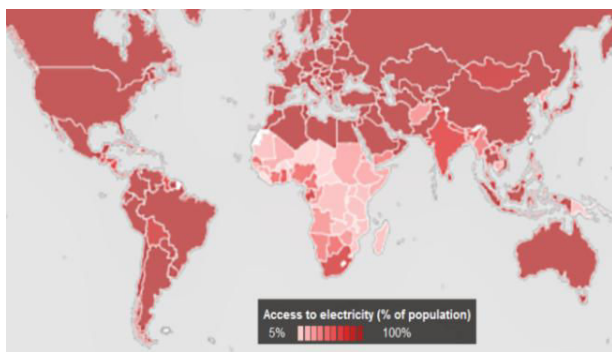 Access to electricity (% of population)
5% 100%